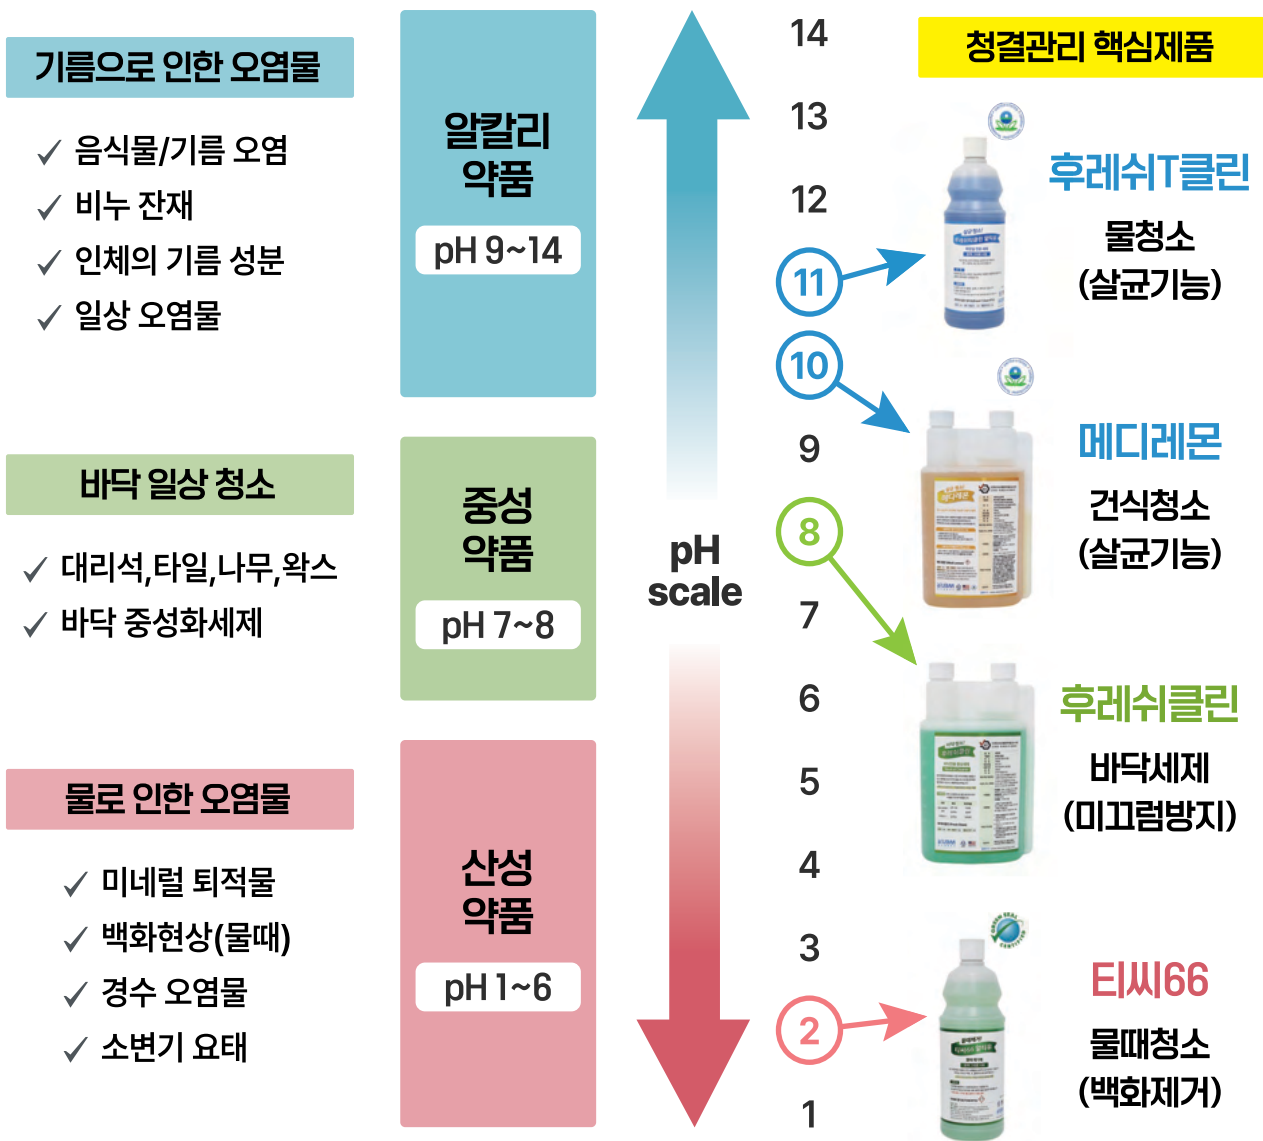 기름으로 인한 오염물
음식물/기름 오염
비누 잔재
인체의 기름 성분
일상 오염물
바닥 일상 청소
대리석,타일,나무,왁스
바닥 중성화세제
물로 인한 오염물
미네럴 퇴적물
백화현상(물때)
경수 오염물
소변기 요태
알칼리
약품
pH 9~14
중성
약품
pH 7~8
산성
약품
pH 1~6
pH
scale
14
13
12
11
10
9
8
7
6
5
4
3
2
1
청결관리 핵심제품
후레쉬T클린
물청소
(살균기능)
메디레몬
건식청소
(살균기능)
후레쉬클린
바닥세제
(미끄럼방지)
티씨66
물때청소
(백화제거)